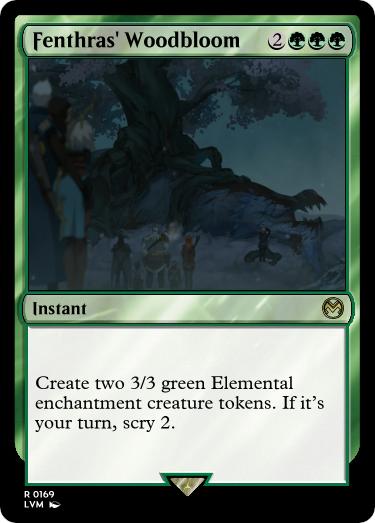 Fenthras' Woodbloom 2
Instant
Create two 3/3 green Elemental
enchantment creature tokens. If it's
your turn, scry 2.
R 0169
LVM